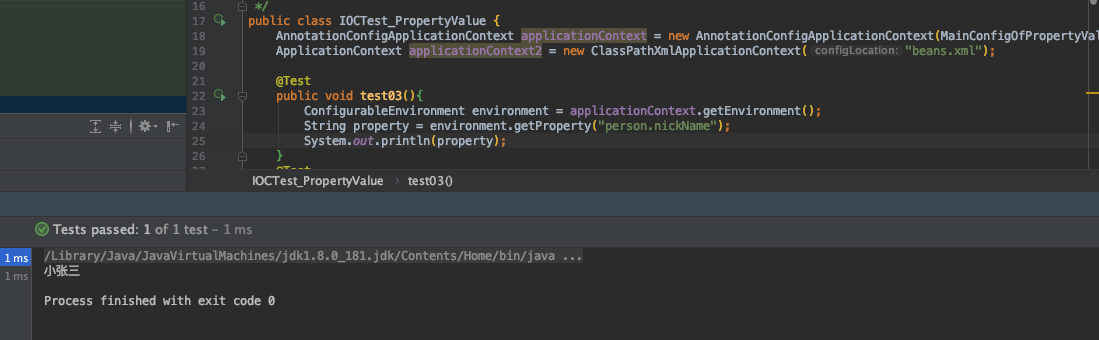 16 */
17 public class IOCTest_PropertyValue {
18 AnnotationConfigApplicationContext applicationContext = new AnnotationConfigApplicationContext(MainConfigOfPropertyVal
19 ApplicationContext applicationContext2 = new ClassPathXmlApplicationContext( configLocation: "beans.xml");
20
21 @Test
22 public void test03(){
23 ConfigurableEnvironment environment = applicationContext.getEnvironment();
24 String property = environment.getProperty("person.nickName");
25 System.out.println(property);
26 }
27 @Test
IOCTest_PropertyValue › test03()
Tests passed: 1 of 1 test – 1 ms
1 ms /Library/Java/JavaVirtualMachines/jdk1.8.0_181.jdk/Contents/Home/bin/java ...
1 ms 小张三
Process finished with exit code 0